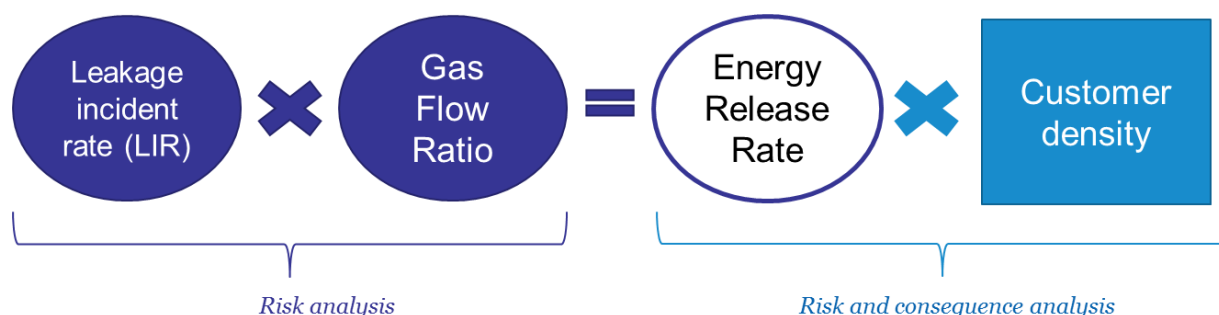 Leakage
incident
rate (LIR)
Gas
Flow
Ratio
=
Energy
Release
Rate
Customer
density
Risk analysis
Risk and consequence analysis